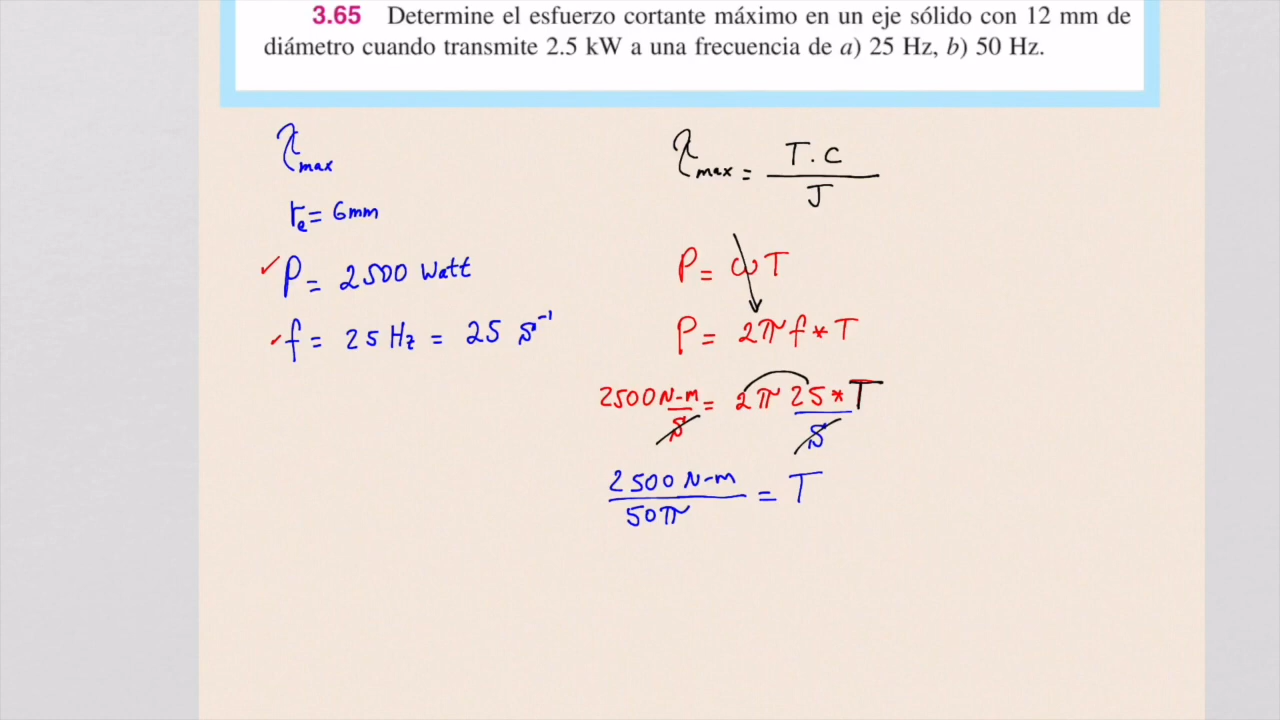 3.65 Determine el esfuerzo cortante máximo en un eje sólido con 12 mm de
diámetro cuando transmite 2.5 kW a una frecuencia de a) 25 Hz, b) 50 Hz.
τmax
re= 6mm
P= 2500 Watt
f = 25 Hz = 25 s⁻¹
τmax = T.c / J
P= ωT
P= 2πf * T
2500 N-m/s = 2π 25/s * T
2500 N-m / 50π = T